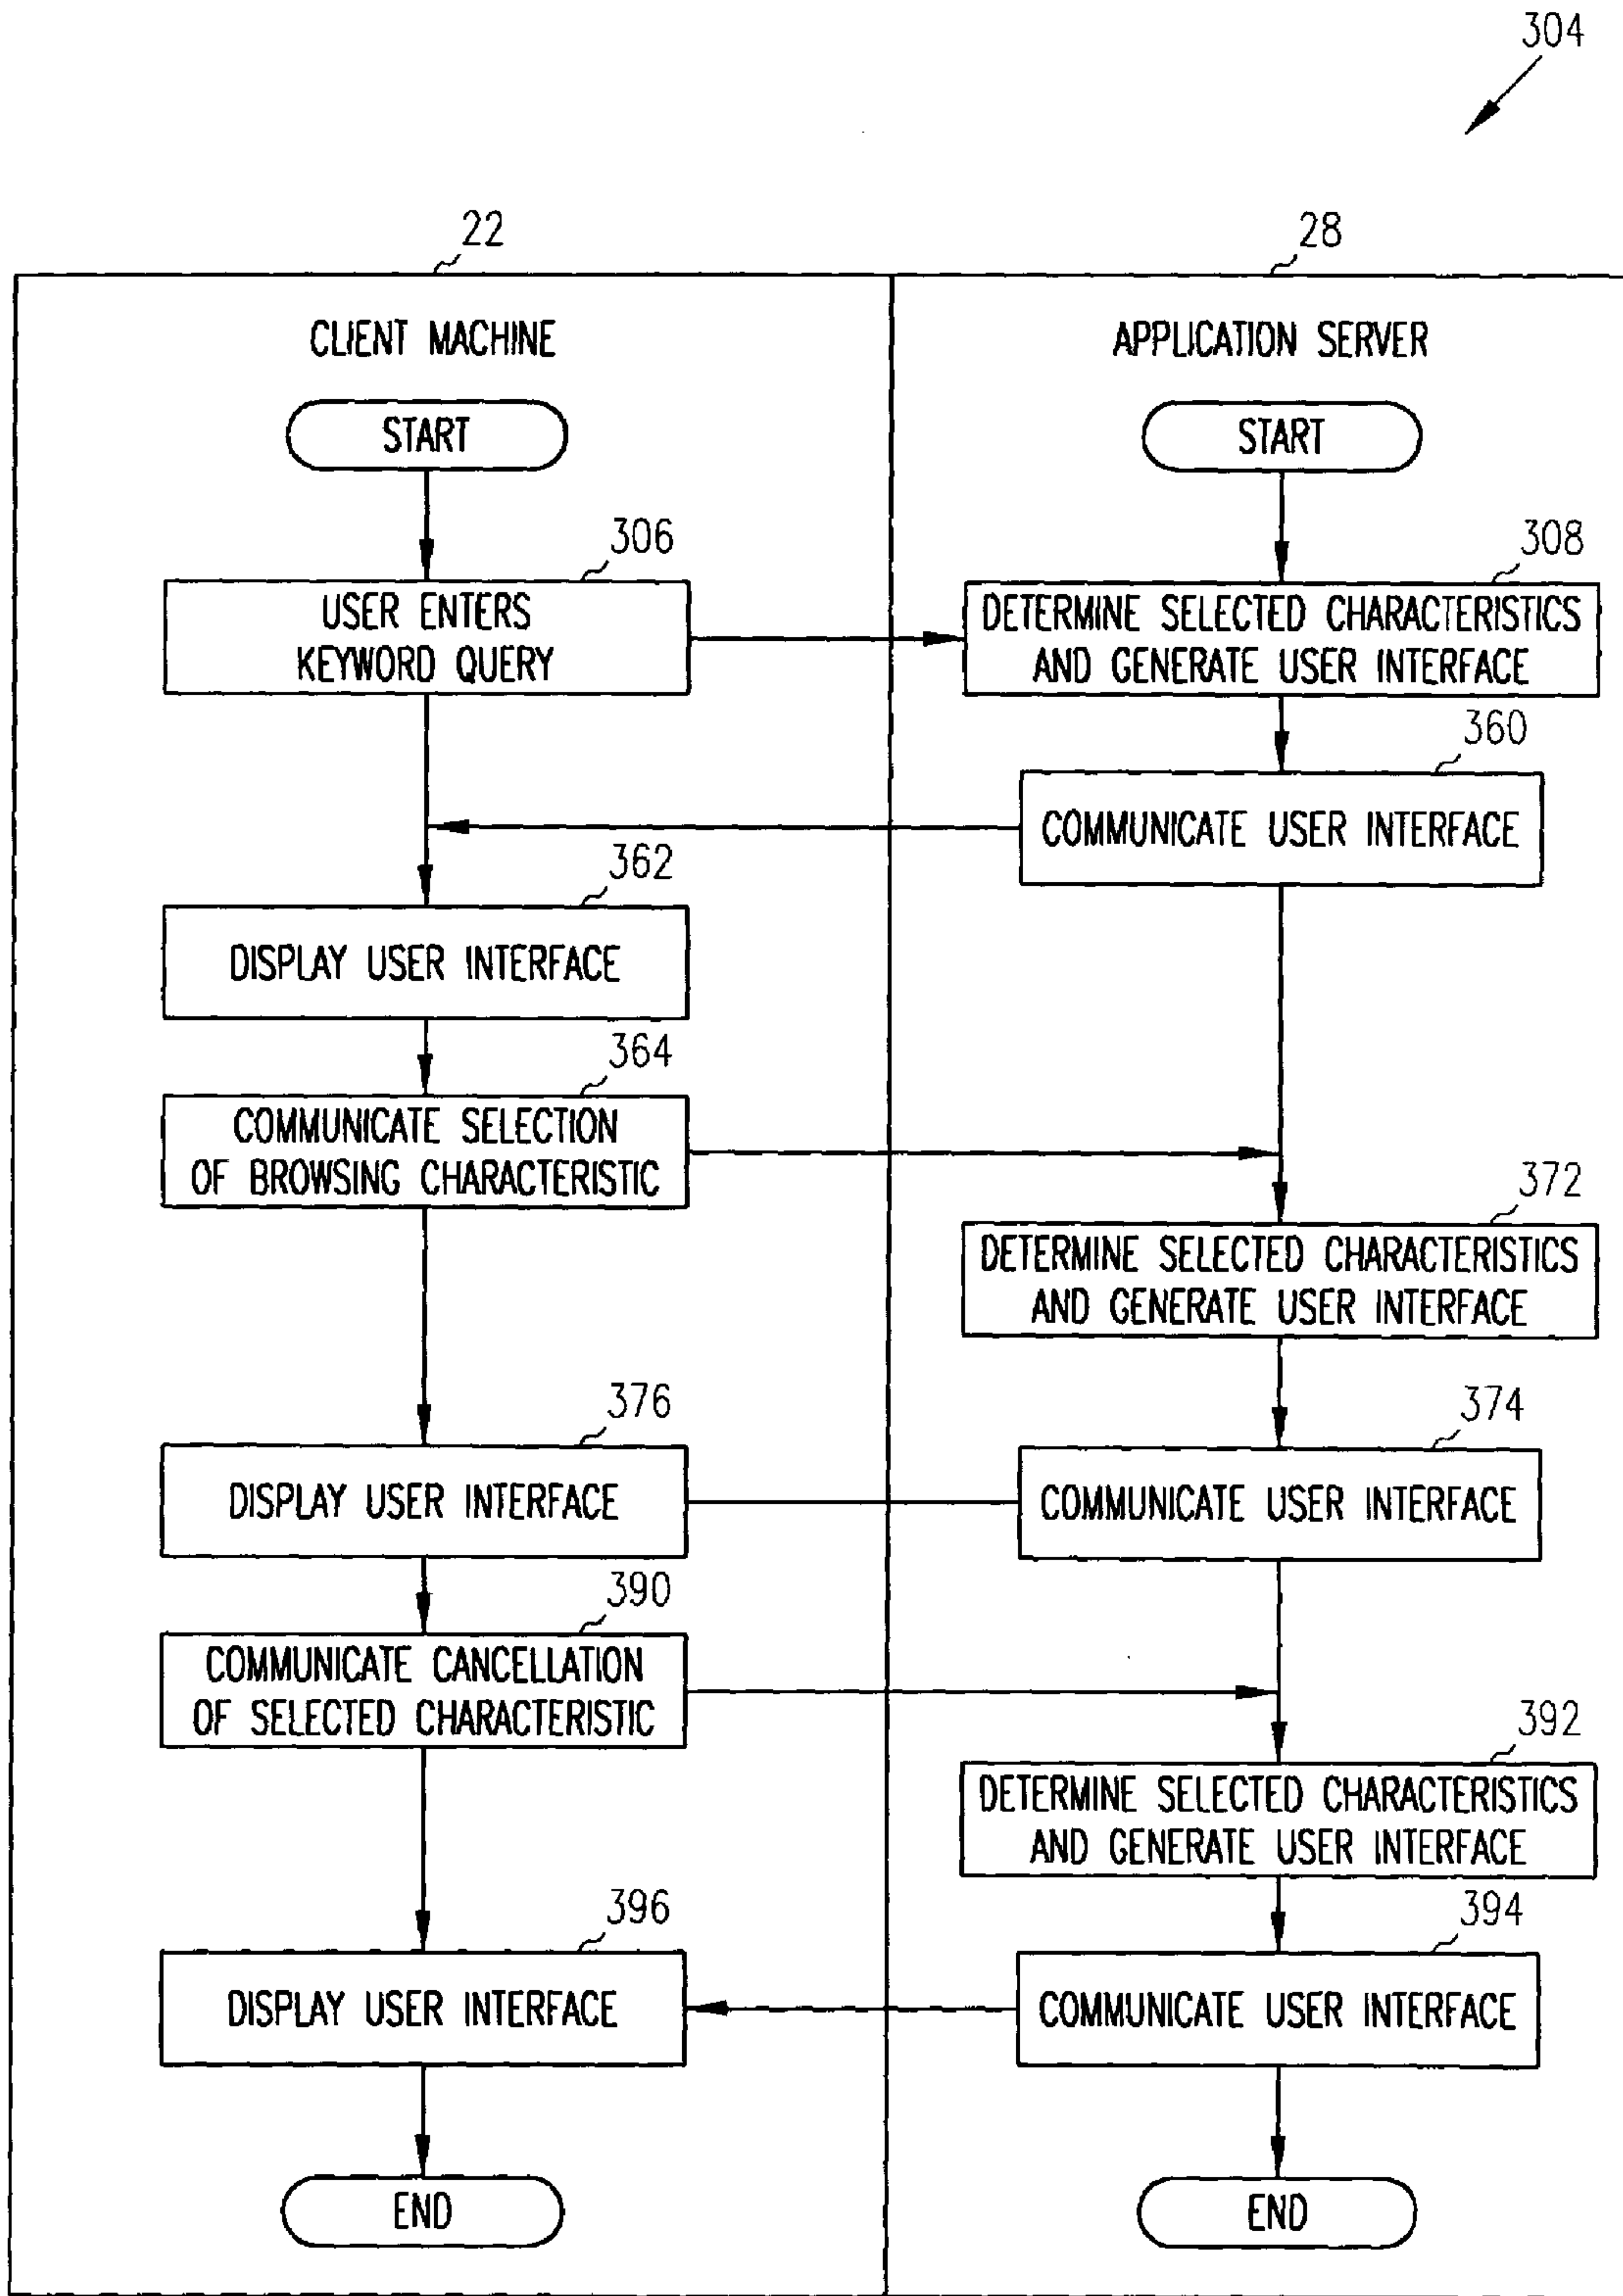 304
22
28
CLIENT MACHINE
APPLICATION SERVER
START
START
306
USER ENTERS
KEYWORD QUERY
308
DETERMINE SELECTED CHARACTERISTICS
AND GENERATE USER INTERFACE
360
COMMUNICATE USER INTERFACE
362
DISPLAY USER INTERFACE
364
COMMUNICATE SELECTION
OF BROWSING CHARACTERISTIC
372
DETERMINE SELECTED CHARACTERISTICS
AND GENERATE USER INTERFACE
376
DISPLAY USER INTERFACE
374
COMMUNICATE USER INTERFACE
390
COMMUNICATE CANCELLATION
OF SELECTED CHARACTERISTIC
392
DETERMINE SELECTED CHARACTERISTICS
AND GENERATE USER INTERFACE
396
DISPLAY USER INTERFACE
394
COMMUNICATE USER INTERFACE
END
END